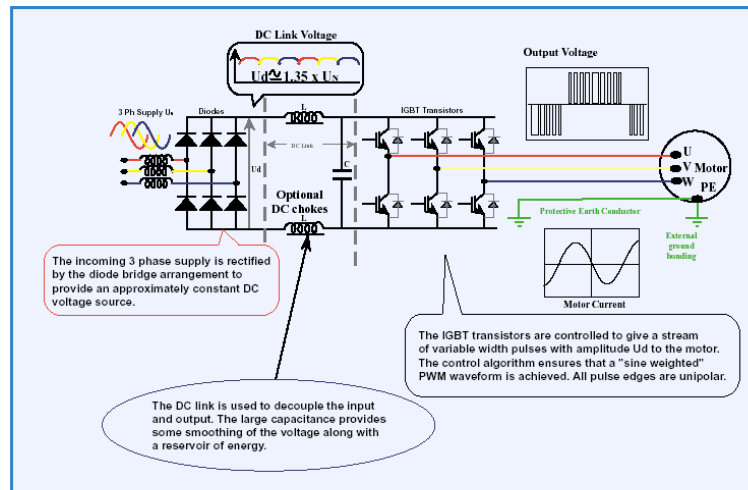 DC Link Voltage
Ud≃1.35 x UN
Output Voltage
3 Ph Supply Us
Diodes
L
IGBT Transistors
DC Link
Ud
C
U
V Motor
W
PE
Optional
DC chokes
L
Protective Earth Conductor
External
ground
bonding
Motor Current
The incoming 3 phase supply is rectified
by the diode bridge arrangement to
provide an approximately constant DC
voltage source.
The IGBT transistors are controlled to give a stream
of variable width pulses with amplitude Ud to the motor.
The control algorithm ensures that a "sine weighted"
PWM waveform is achieved. All pulse edges are unipolar.
The DC link is used to decouple the input
and output. The large capacitance provides
some smoothing of the voltage along with
a reservoir of energy.